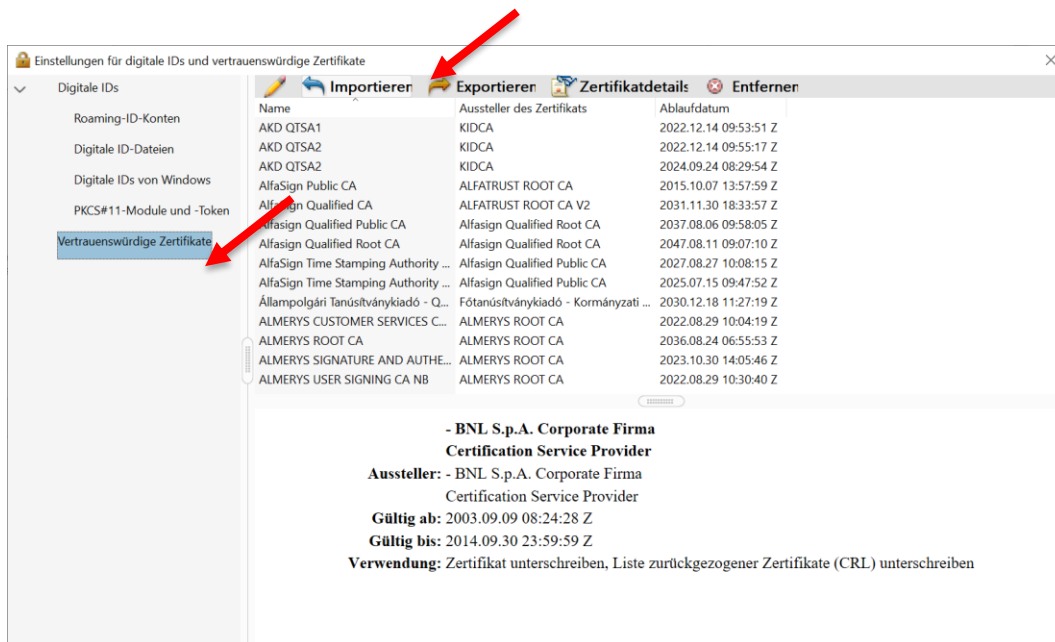 Einstellungen für digitale IDs und vertrauenswürdige Zertifikate
Digitale IDs
Roaming-ID-Konten
Digitale ID-Dateien
Digitale IDs von Windows
PKCS#11-Module und -Token
Vertrauenswürdige Zertifikate
Importieren Exportieren Zertifikatdetails Entfernen
Name Aussteller des Zertifikats Ablaufdatum
AKD QTSA1 KIDCA 2022.12.14 09:53:51 Z
AKD QTSA2 KIDCA 2022.12.14 09:55:17 Z
AKD QTSA2 KIDCA 2024.09.24 08:29:54 Z
AlfaSign Public CA ALFATRUST ROOT CA 2015.10.07 13:57:59 Z
Alfasign Qualified CA ALFATRUST ROOT CA V2 2031.11.30 18:33:57 Z
Alfasign Qualified Public CA Alfasign Qualified Root CA 2037.08.06 09:58:05 Z
Alfasign Qualified Root CA Alfasign Qualified Root CA 2047.08.11 09:07:10 Z
AlfaSign Time Stamping Authority ... Alfasign Qualified Public CA 2027.08.27 10:08:15 Z
AlfaSign Time Stamping Authority ... Alfasign Qualified Public CA 2025.07.15 09:47:52 Z
Állampolgári Tanúsítványkiadó - Q... Főtanúsítványkiadó - Kormányzati ... 2030.12.18 11:27:19 Z
ALMERYS CUSTOMER SERVICES C... ALMERYS ROOT CA 2022.08.29 10:04:19 Z
ALMERYS ROOT CA ALMERYS ROOT CA 2036.08.24 06:55:53 Z
ALMERYS SIGNATURE AND AUTHE... ALMERYS ROOT CA 2023.10.30 14:05:46 Z
ALMERYS USER SIGNING CA NB ALMERYS ROOT CA 2022.08.29 10:30:40 Z
- BNL S.p.A. Corporate Firma
Certification Service Provider
Aussteller: - BNL S.p.A. Corporate Firma
Certification Service Provider
Gültig ab: 2003.09.09 08:24:28 Z
Gültig bis: 2014.09.30 23:59:59 Z
Verwendung: Zertifikat unterschreiben, Liste zurückgezogener Zertifikate (CRL) unterschreiben